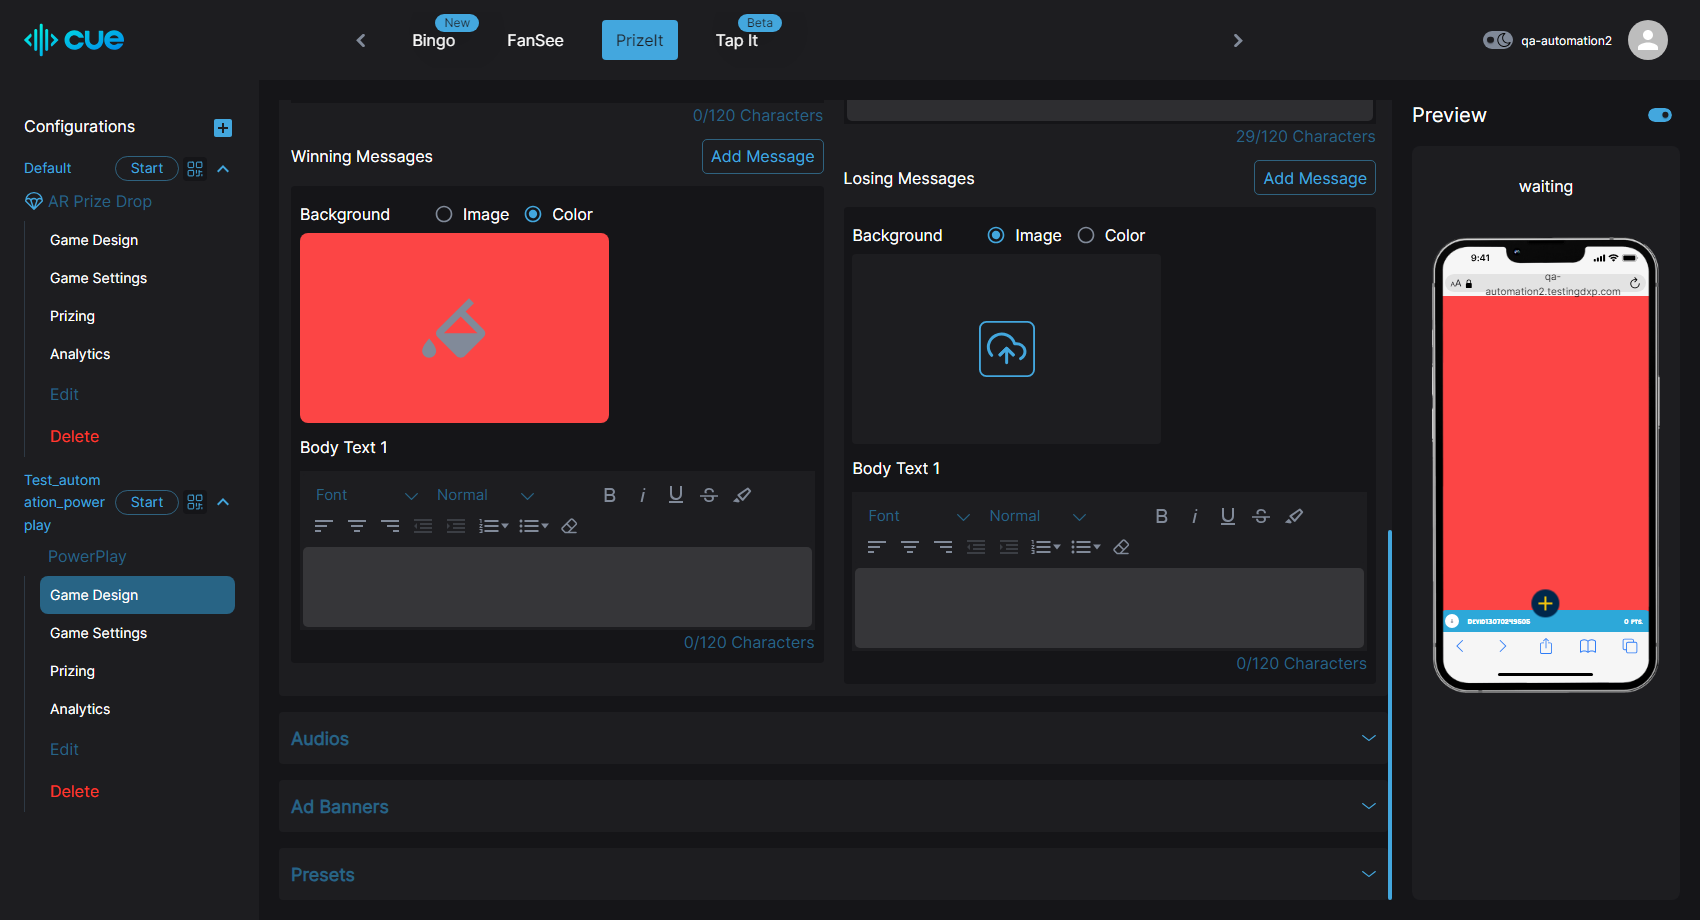 cue
New
Bingo
FanSee
PrizeIt
Beta
Tap It
qa-automation2
Configurations
Default
Start
AR Prize Drop
Game Design
Game Settings
Prizing
Analytics
Edit
Delete
Test_autom
ation_power
play
Start
PowerPlay
Game Design
Game Settings
Prizing
Analytics
Edit
Delete
0/120 Characters
Winning Messages
Add Message
Background
Image
Color
Body Text 1
Font
Normal
B
i
U
S
0/120 Characters
29/120 Characters
Losing Messages
Add Message
Background
Image
Color
Body Text 1
Font
Normal
B
i
U
S
0/120 Characters
Audios
Ad Banners
Presets
Preview
waiting
9:41
AA
qa-
automation2.testingdxp.com
0 PTS.